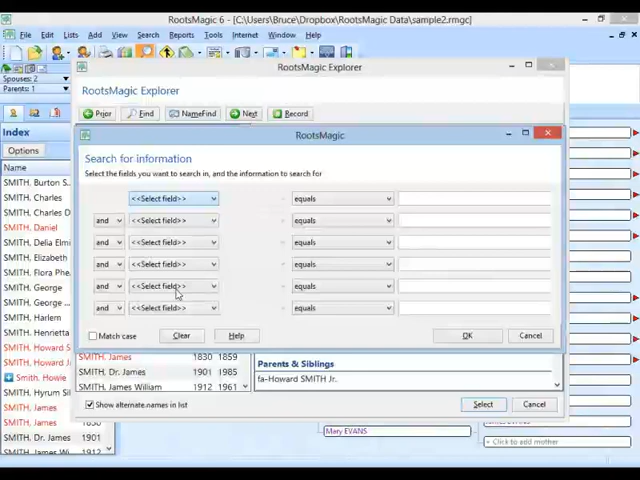 RootsMagic 6 - [C:\Users\Bruce\Dropbox\RootsMagic Data\sample2.rmgc]
File Edit Lists Add Search Reports Tools Internet Window Help
Spouses: 2
Parents: 1
RootsMagic Explorer
RootsMagic Explorer
Prior Find NameFind Next Record
Index
Options
Name
SMITH, Burton S...
SMITH, Charles
SMITH, Charles
SMITH, Daniel
SMITH, Delia Elmi
SMITH, Elizabeth
SMITH, Flora Phe.
SMITH, George
SMITH, George ...
SMITH, Harlem
SMITH, Henrietta
SMITH, Howard S
SMITH, Howard J
Smith, Howie
SMITH, Hyrum Sil
SMITH, James
SMITH, James
SMITH, Dr. James 1901
SMITH, James W 1912
RootsMagic
Search for information
Select the fields you want to search in, and the information to search for
<<Select field>> equals
and <<Select field>> equals
and <<Select field>> equals
and <<Select field>> equals
and <<Select field>> equals
and <<Select field>> equals
Match case Clear Help OK Cancel
SMITH, James 1830 1859
SMITH, Dr. James 1901 1985
SMITH, James William 1912 1961
Parents & Siblings
fa-Howard SMITH Jr.
Show alternate names in list Select Cancel
Mary EVANS
+ Click to add mother